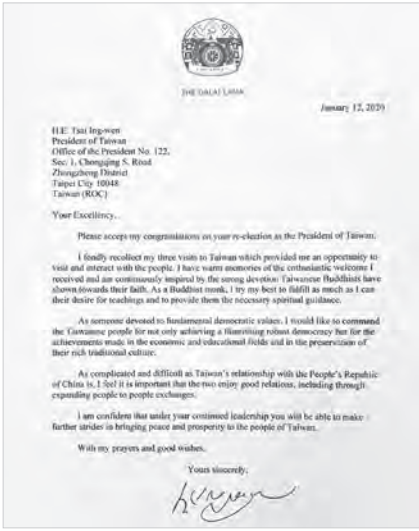 THE DALAI LAMA
January 12, 2020
H.E. Tsai Ing-wen
President of Taiwan
Office of the President No. 122,
Sec. 1, Chongqing S. Road
Zhongzheng District
Taipei City 10048
Taiwan (ROC)
Your Excellency,
Please accept my congratulations on your re-election as the President of Taiwan.
I fondly recollect my three visits to Taiwan which provided me an opportunity to
visit and interact with the people. I have warm memories of the enthusiastic welcome I
received and am continuously inspired by the strong devotion Taiwanese Buddhists have
shown towards their faith. As a Buddhist monk, I try my best to fulfill as much as I can
their desire for teachings and to provide them the necessary spiritual guidance.
As someone devoted to fundamental democratic values, I would like to commend
the Taiwanese people for not only achieving a flourishing robust democracy but for the
achievements made in the economic and educational fields and in the preservation of
their rich traditional culture.
As complicated and difficult as Taiwan's relationship with the People's Republic
of China is, I feel it is important that the two enjoy good relations, including through
expanding people to people exchanges.
I am confident that under your continued leadership you will be able to make
further strides in bringing peace and prosperity to the people of Taiwan.
With my prayers and good wishes,
Yours sincerely,